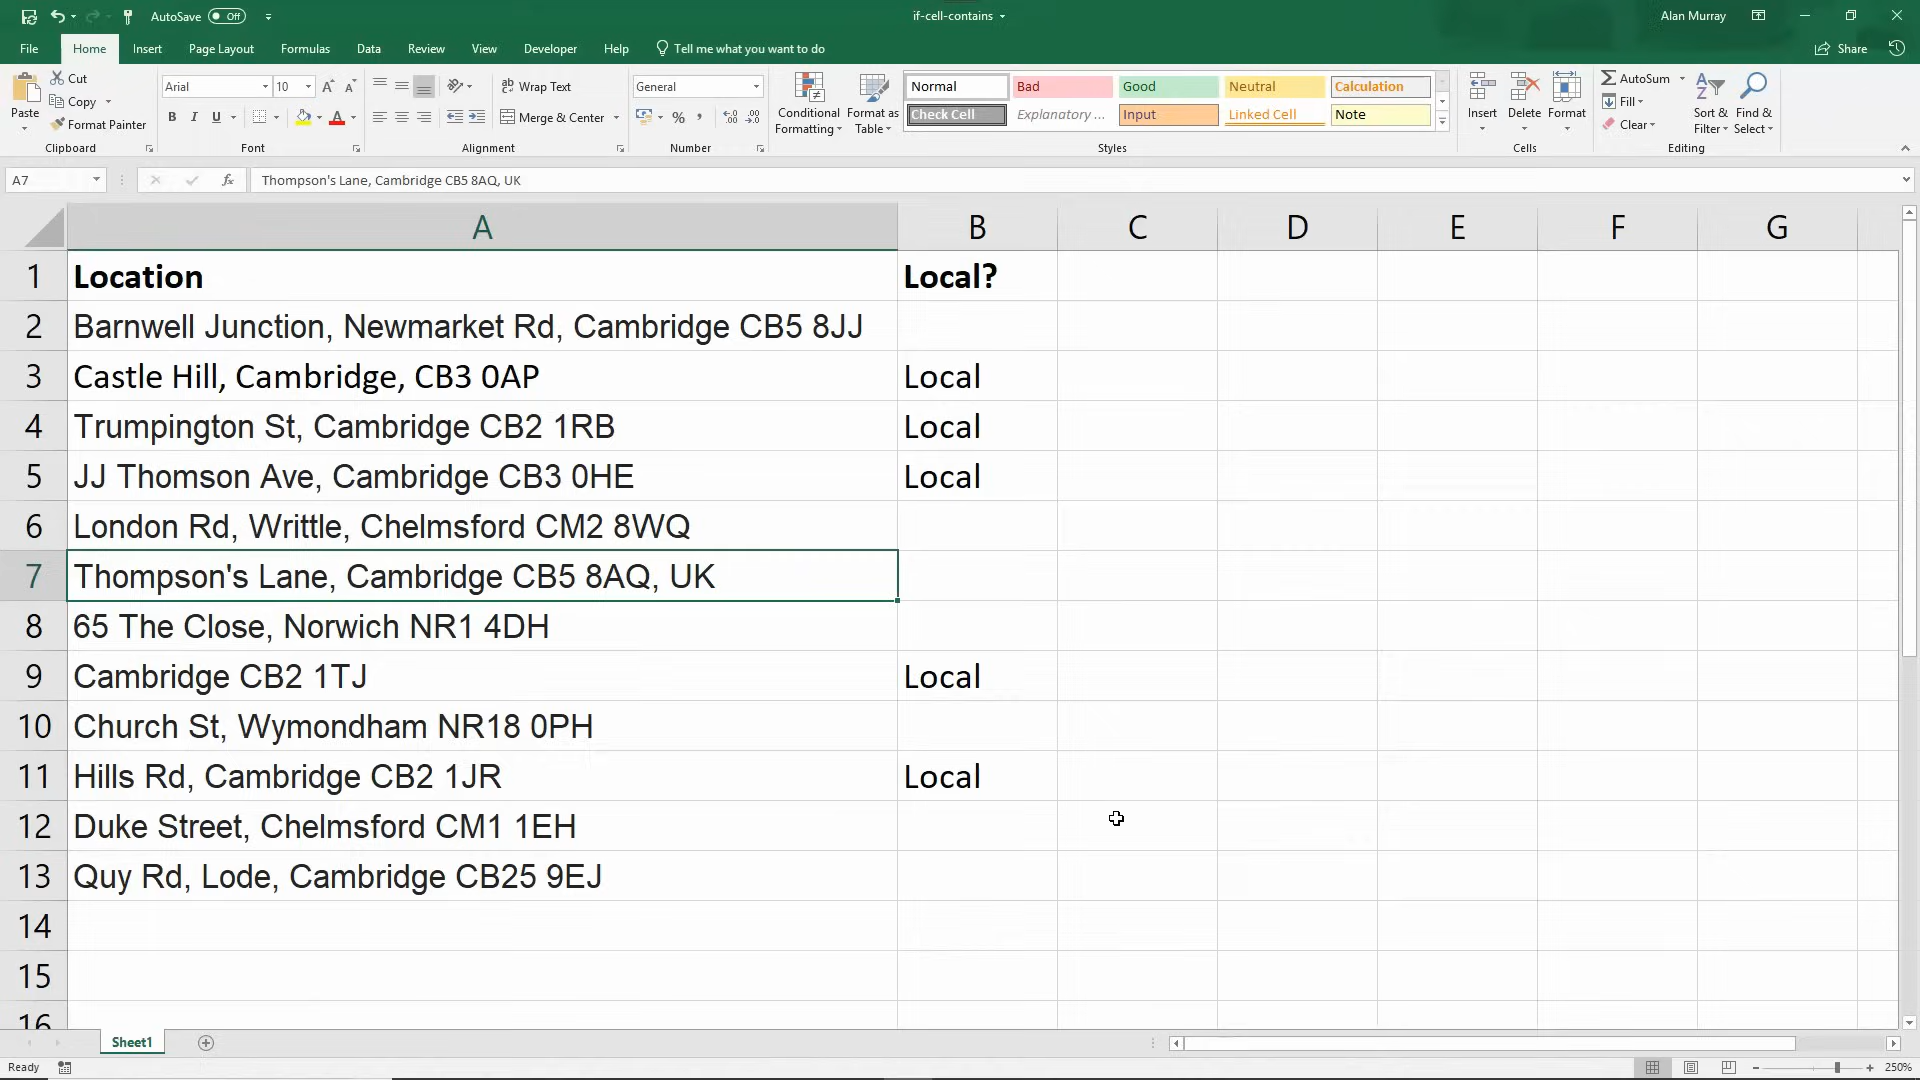 AutoSave Off if-cell-contains Alan Murray
File Home Insert Page Layout Formulas Data Review View Developer Help Tell me what you want to do Share
Cut
Copy
Format Painter
Paste
Clipboard
Arial 10
B I U
Font
Wrap Text
Merge & Center
Alignment
General
Number
Conditional Formatting
Format as Table
Normal Bad Good Neutral Calculation
Check Cell Explanatory ... Input Linked Cell Note
Styles
Insert Delete Format
Cells
AutoSum
Fill
Clear
Sort & Filter
Find & Select
Editing
A7 fx Thompson's Lane, Cambridge CB5 8AQ, UK
A B C D E F G
1 Location Local?
2 Barnwell Junction, Newmarket Rd, Cambridge CB5 8JJ
3 Castle Hill, Cambridge, CB3 0AP Local
4 Trumpington St, Cambridge CB2 1RB Local
5 JJ Thomson Ave, Cambridge CB3 0HE Local
6 London Rd, Writtle, Chelmsford CM2 8WQ
7 Thompson's Lane, Cambridge CB5 8AQ, UK
8 65 The Close, Norwich NR1 4DH
9 Cambridge CB2 1TJ Local
10 Church St, Wymondham NR18 0PH
11 Hills Rd, Cambridge CB2 1JR Local
12 Duke Street, Chelmsford CM1 1EH
13 Quy Rd, Lode, Cambridge CB25 9EJ
14
15
16
Sheet1
Ready 250%